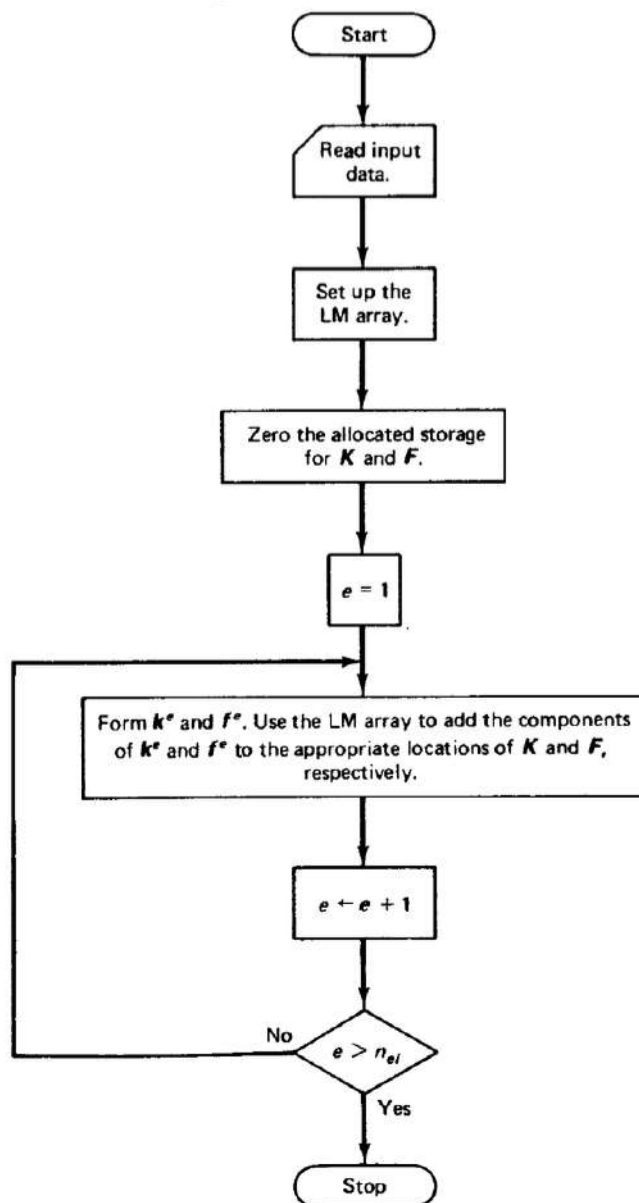 Start
Read input
data.
Set up the
LM array.
Zero the allocated storage
for K and F.
e = 1
Form kᵉ and fᵉ. Use the LM array to add the components
of kᵉ and fᵉ to the appropriate locations of K and F,
respectively.
e ← e + 1
No
e > nₑₗ
Yes
Stop